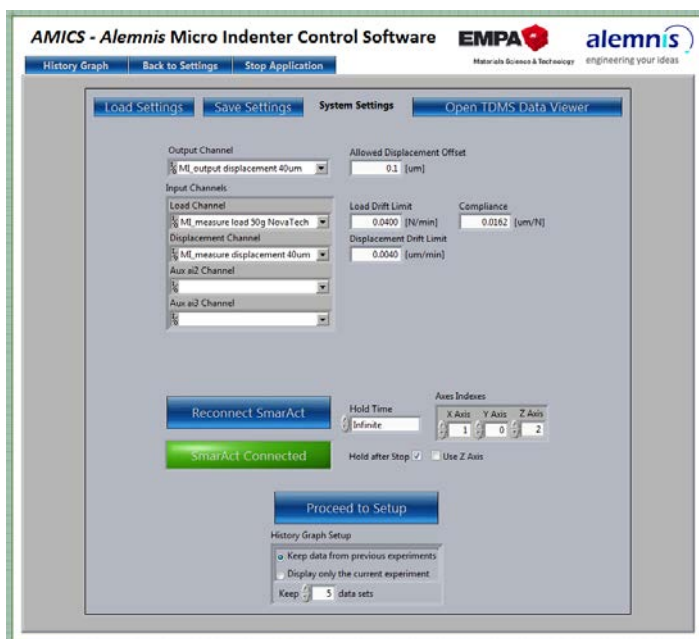 AMICS - Alemnis Micro Indenter Control Software
EMPA
Materials Science & Technology
alemnis
engineering your ideas
History Graph Back to Settings Stop Application
Load Settings Save Settings System Settings Open TDMS Data Viewer
Output Channel
MI_output displacement 40um
Allowed Displacement Offset
0.1 [um]
Input Channels
Load Channel
MI_measure load 50g NovaTech
Load Drift Limit
0.0400 [N/min]
Compliance
0.0162 [um/N]
Displacement Channel
MI_measure displacement 40um
Displacement Drift Limit
0.0040 [um/min]
Aux ai2 Channel
Aux ai3 Channel
Reconnect SmarAct
Hold Time
Infinite
Axes Indexes
X Axis Y Axis Z Axis
1 0 2
SmarAct Connected
Hold after Stop Use Z Axis
Proceed to Setup
History Graph Setup
Keep data from previous experiments
Display only the current experiment
Keep 5 data sets